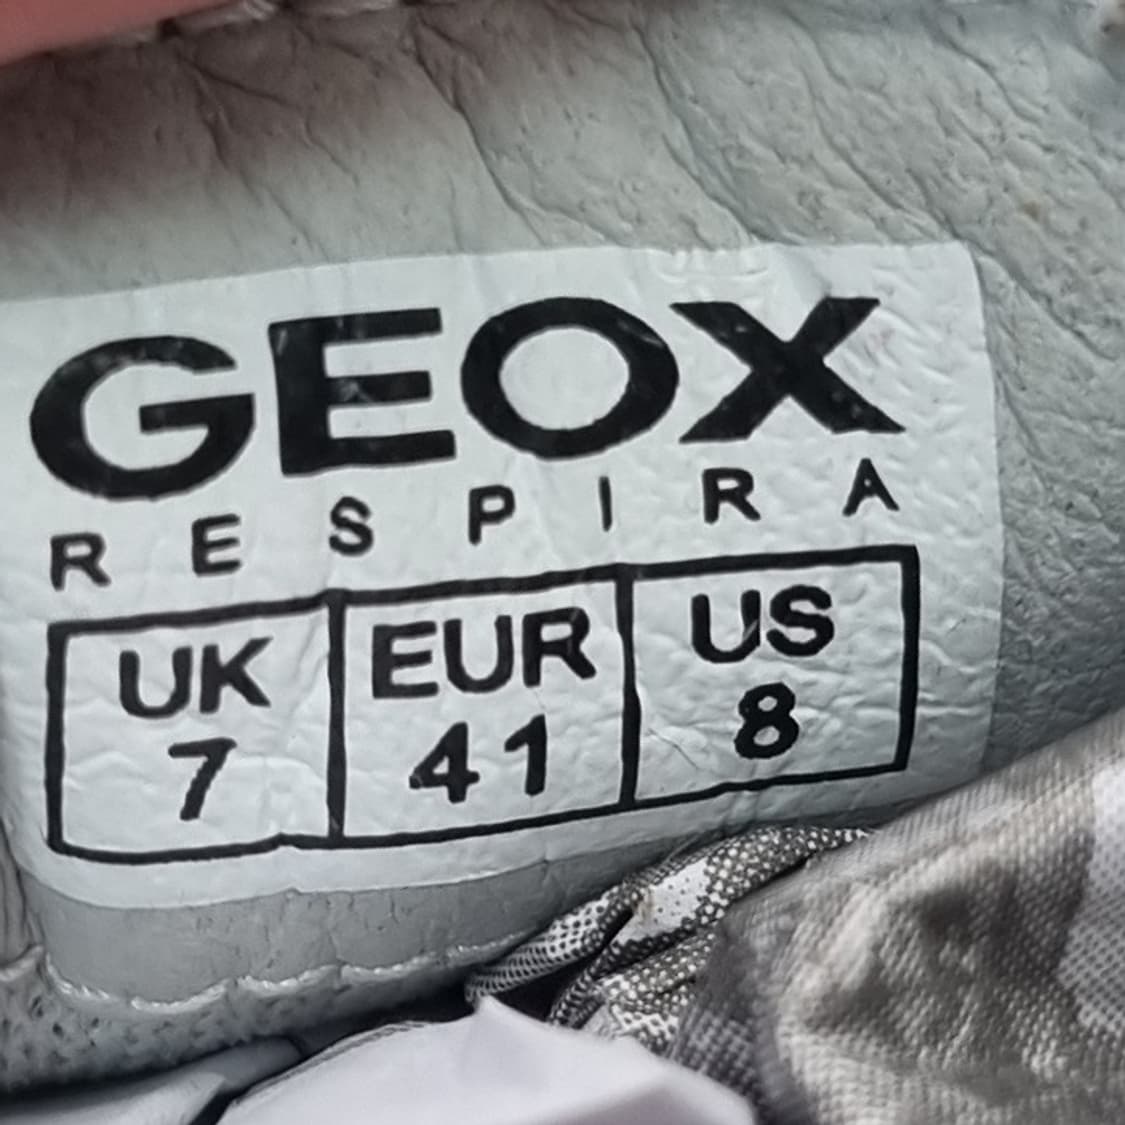 GEOX
RESPIRA
UK EUR US
7 41 8